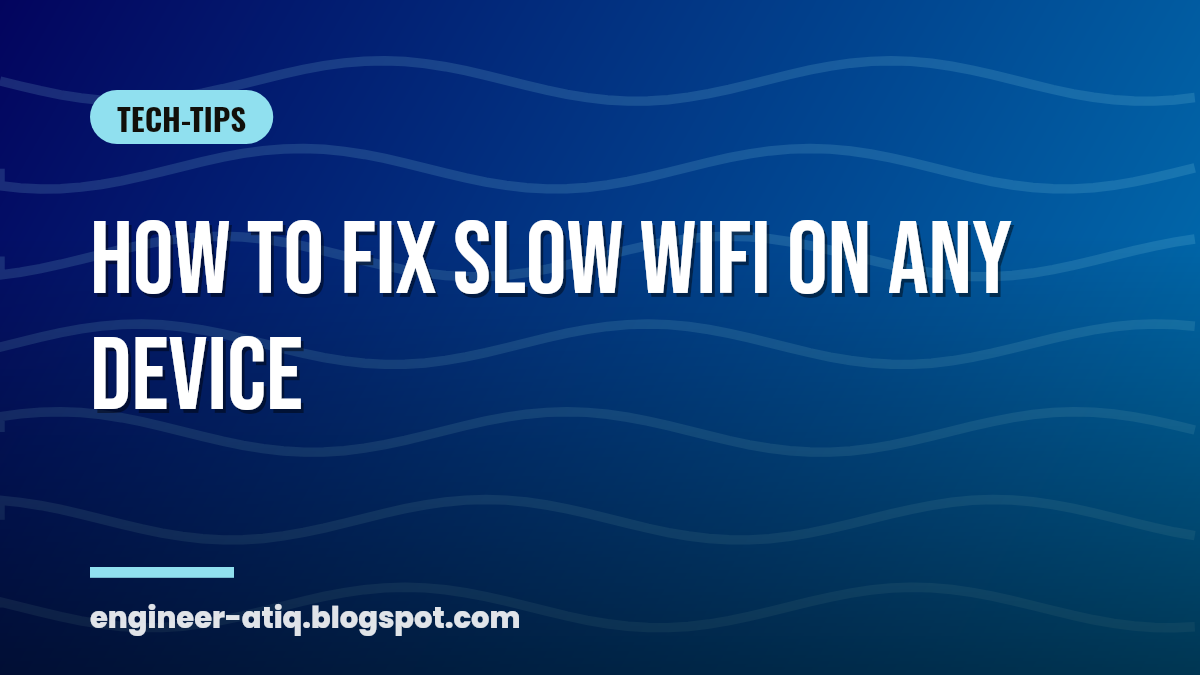 TECH-TIPS
HOW TO FIX SLOW WIFI ON ANY
DEVICE
engineer-atiq.blogspot.com